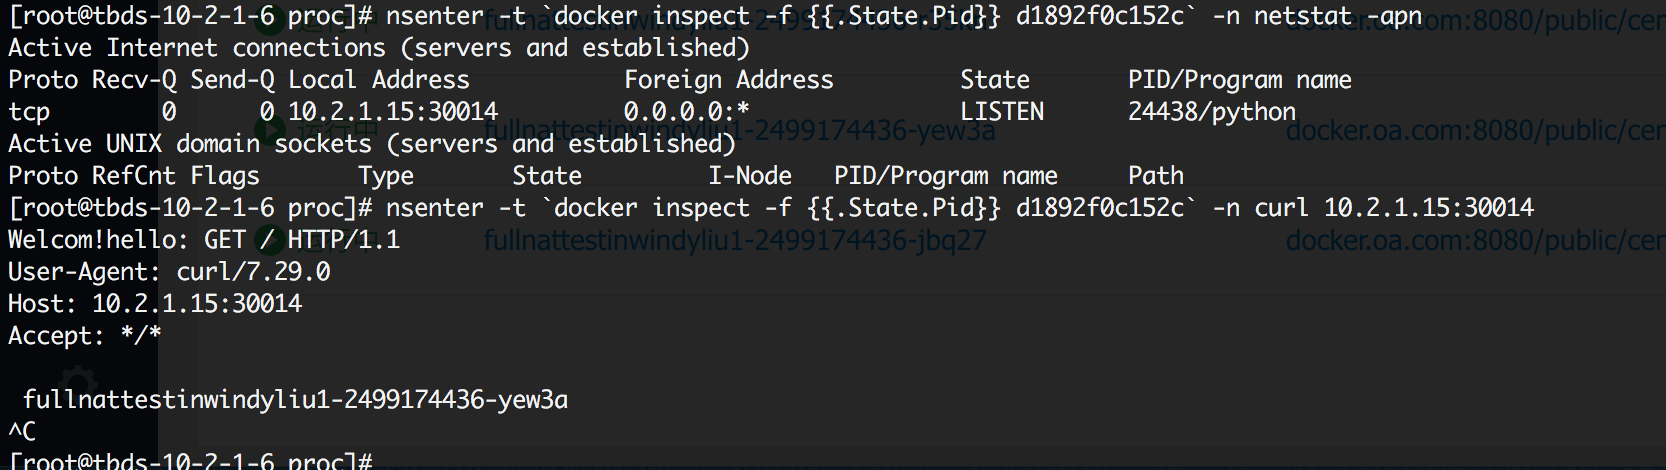 [root@tbds-10-2-1-6 proc]# nsenter -t `docker inspect -f {{.State.Pid}} d1892f0c152c` -n netstat -apn
Active Internet connections (servers and established)
Proto Recv-Q Send-Q Local Address           Foreign Address         State       PID/Program name
tcp        0      0 10.2.1.15:30014         0.0.0.0:*               LISTEN      24438/python
运行中 fullnattestinwindyliu1-2499174436-yew3a docker.oa.com:8080/public/cen
Active UNIX domain sockets (servers and established)
Proto RefCnt Flags       Type       State         I-Node   PID/Program name     Path
[root@tbds-10-2-1-6 proc]# nsenter -t `docker inspect -f {{.State.Pid}} d1892f0c152c` -n curl 10.2.1.15:30014
Welcom!hello: GET / HTTP/1.1
运行中 fullnattestinwindyliu1-2499174436-jbq27 docker.oa.com:8080/public/cen
User-Agent: curl/7.29.0
Host: 10.2.1.15:30014
Accept: */*
 fullnattestinwindyliu1-2499174436-yew3a
^C
[root@tbds-10-2-1-6 proc]#